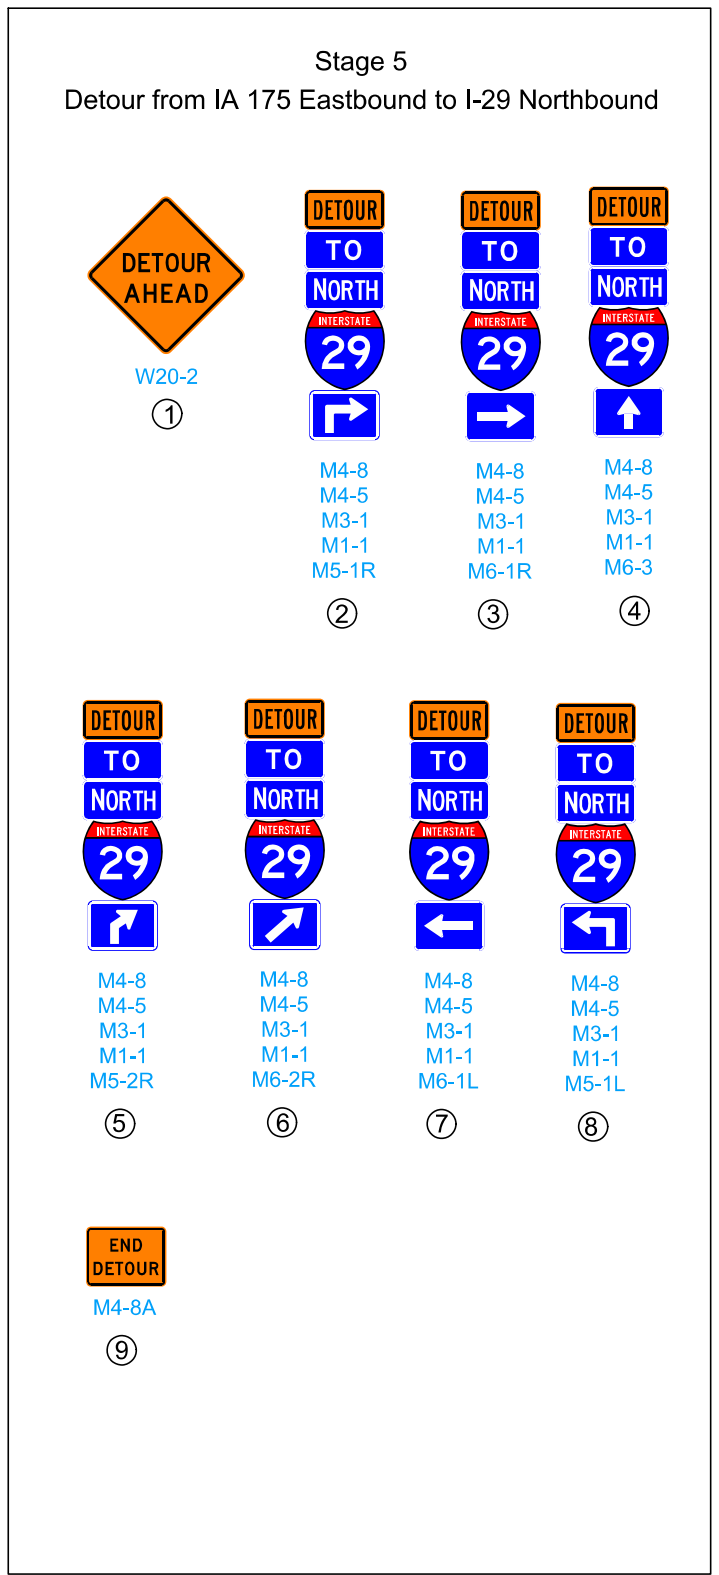 Stage 5
Detour from IA 175 Eastbound to I-29 Northbound
DETOUR
AHEAD
W20-2
1
DETOUR
TO
NORTH
INTERSTATE
29
M4-8
M4-5
M3-1
M1-1
M5-1R
2
DETOUR
TO
NORTH
INTERSTATE
29
M4-8
M4-5
M3-1
M1-1
M6-1R
3
DETOUR
TO
NORTH
INTERSTATE
29
M4-8
M4-5
M3-1
M1-1
M6-3
4
DETOUR
TO
NORTH
INTERSTATE
29
M4-8
M4-5
M3-1
M1-1
M5-2R
5
DETOUR
TO
NORTH
INTERSTATE
29
M4-8
M4-5
M3-1
M1-1
M6-2R
6
DETOUR
TO
NORTH
INTERSTATE
29
M4-8
M4-5
M3-1
M1-1
M6-1L
7
DETOUR
TO
NORTH
INTERSTATE
29
M4-8
M4-5
M3-1
M1-1
M5-1L
8
END
DETOUR
M4-8A
9